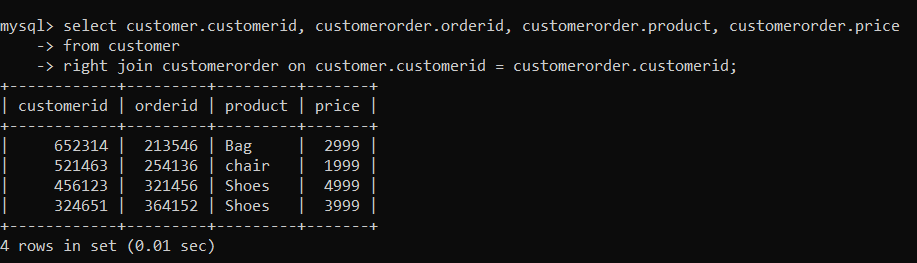 mysql> select customer.customerid, customerorder.orderid, customerorder.product, customerorder.price
    -> from customer
    -> right join customerorder on customer.customerid = customerorder.customerid;
+------------+---------+---------+-------+
| customerid | orderid | product | price |
+------------+---------+---------+-------+
|     652314 |  213546 | Bag     |  2999 |
|     521463 |  254136 | chair   |  1999 |
|     456123 |  321456 | Shoes   |  4999 |
|     324651 |  364152 | Shoes   |  3999 |
+------------+---------+---------+-------+
4 rows in set (0.01 sec)